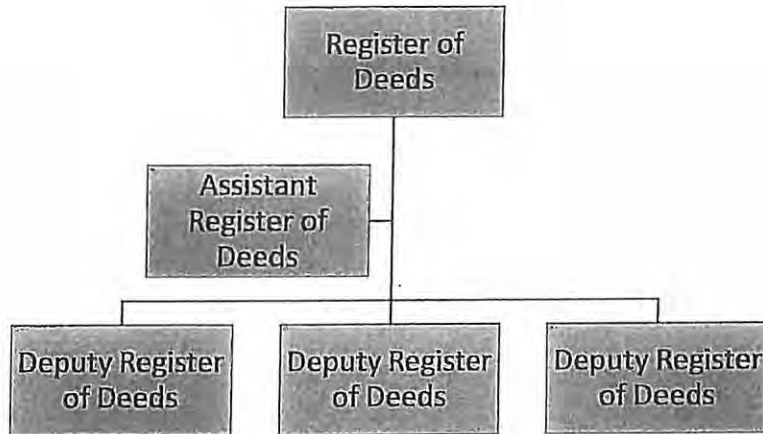 Register of
Deeds
Assistant
Register of
Deeds
Deputy Register
of Deeds
Deputy Register
of Deeds
Deputy Register
of Deeds